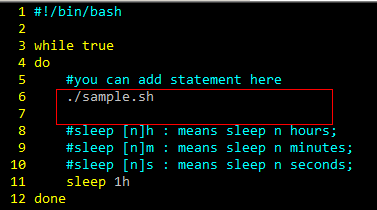 1 #!/bin/bash
2
3 while true
4 do
5 #you can add statement here
6 ./sample.sh
7
8 #sleep [n]h : means sleep n hours;
9 #sleep [n]m : means sleep n minutes;
10 #sleep [n]s : means sleep n seconds;
11 sleep 1h
12 done